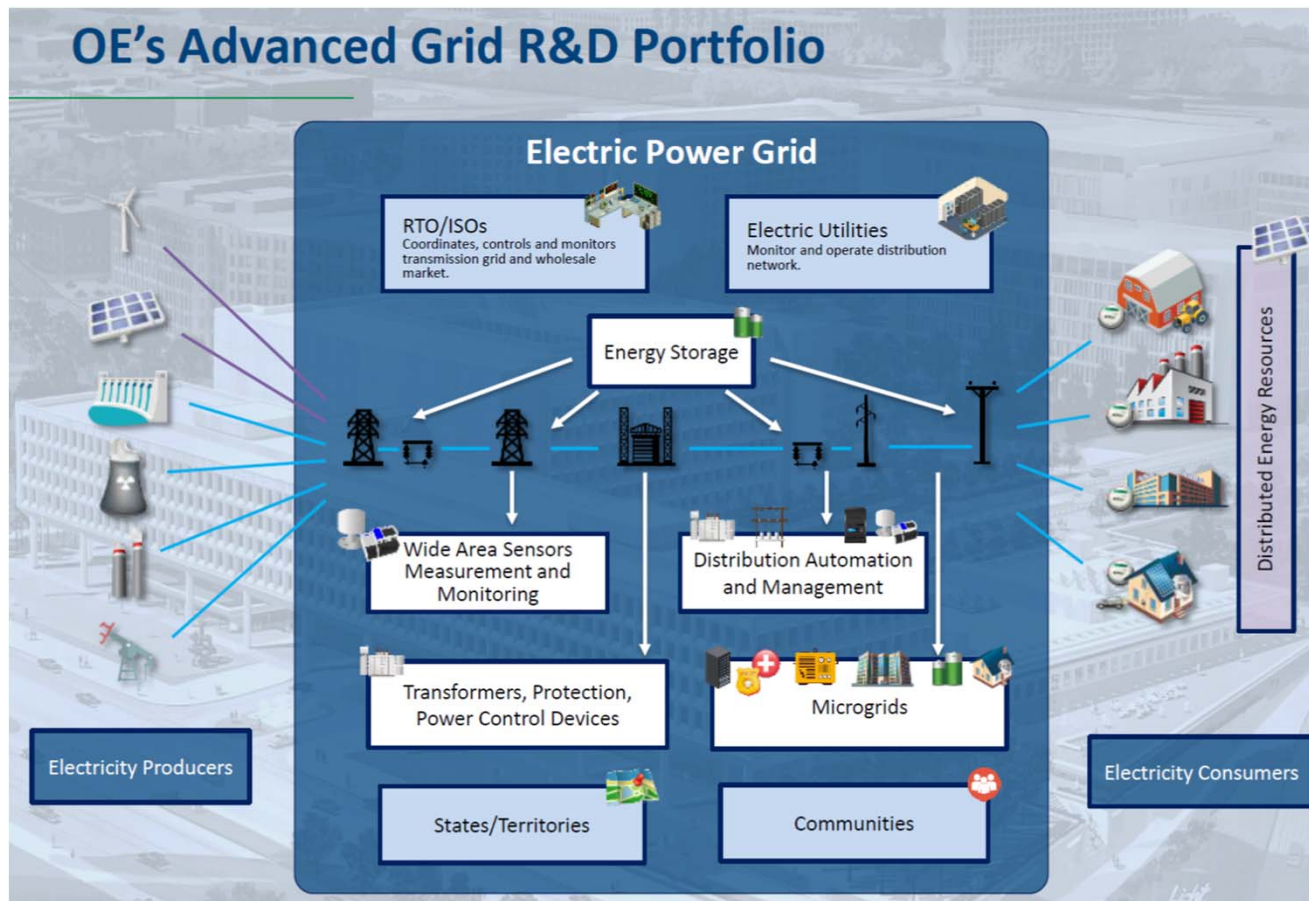 OE's Advanced Grid R&D Portfolio
Electric Power Grid
RTO/ISOs
Coordinates, controls and monitors
transmission grid and wholesale
market.
Electric Utilities
Monitor and operate distribution
network.
Energy Storage
Distributed Energy Resources
Wide Area Sensors
Measurement and
Monitoring
Distribution Automation
and Management
Transformers, Protection,
Power Control Devices
Microgrids
Electricity Producers
Electricity Consumers
States/Territories
Communities